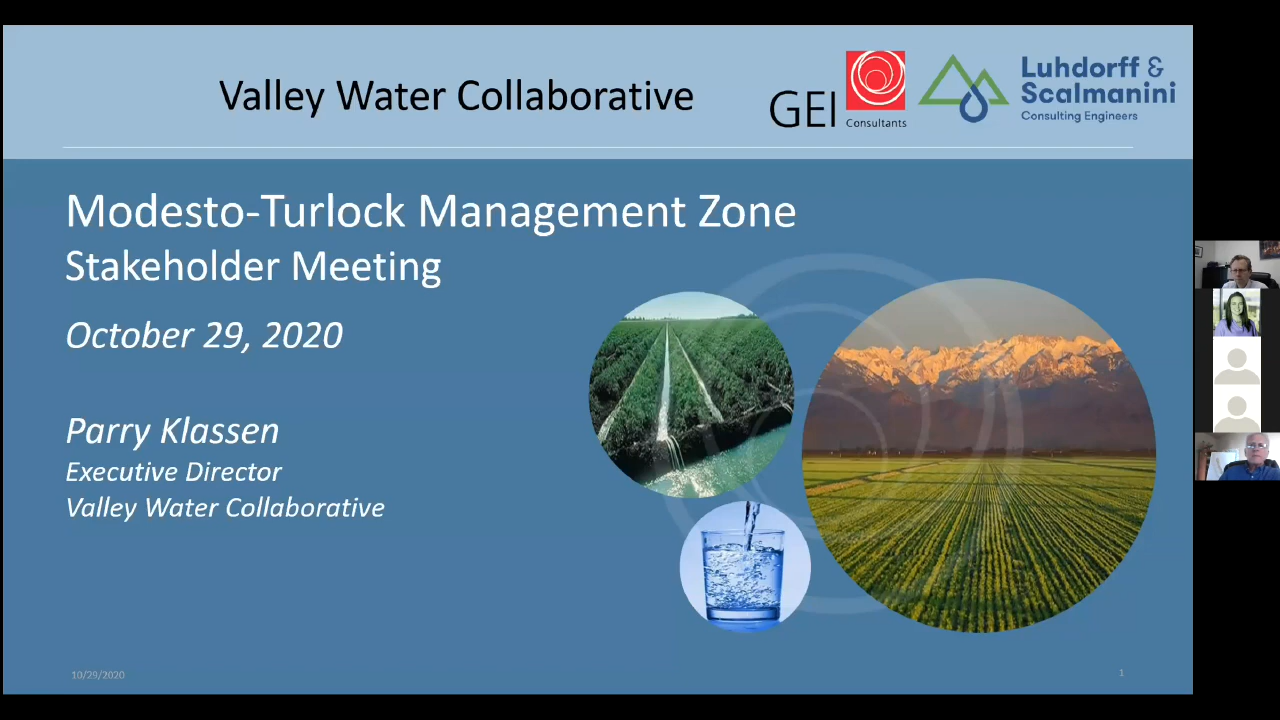 Valley Water Collaborative
GEI
Consultants
Luhdorff &
Scalmanini
Consulting Engineers
Modesto-Turlock Management Zone
Stakeholder Meeting
October 29, 2020
Parry Klassen
Executive Director
Valley Water Collaborative
10/29/2020
1